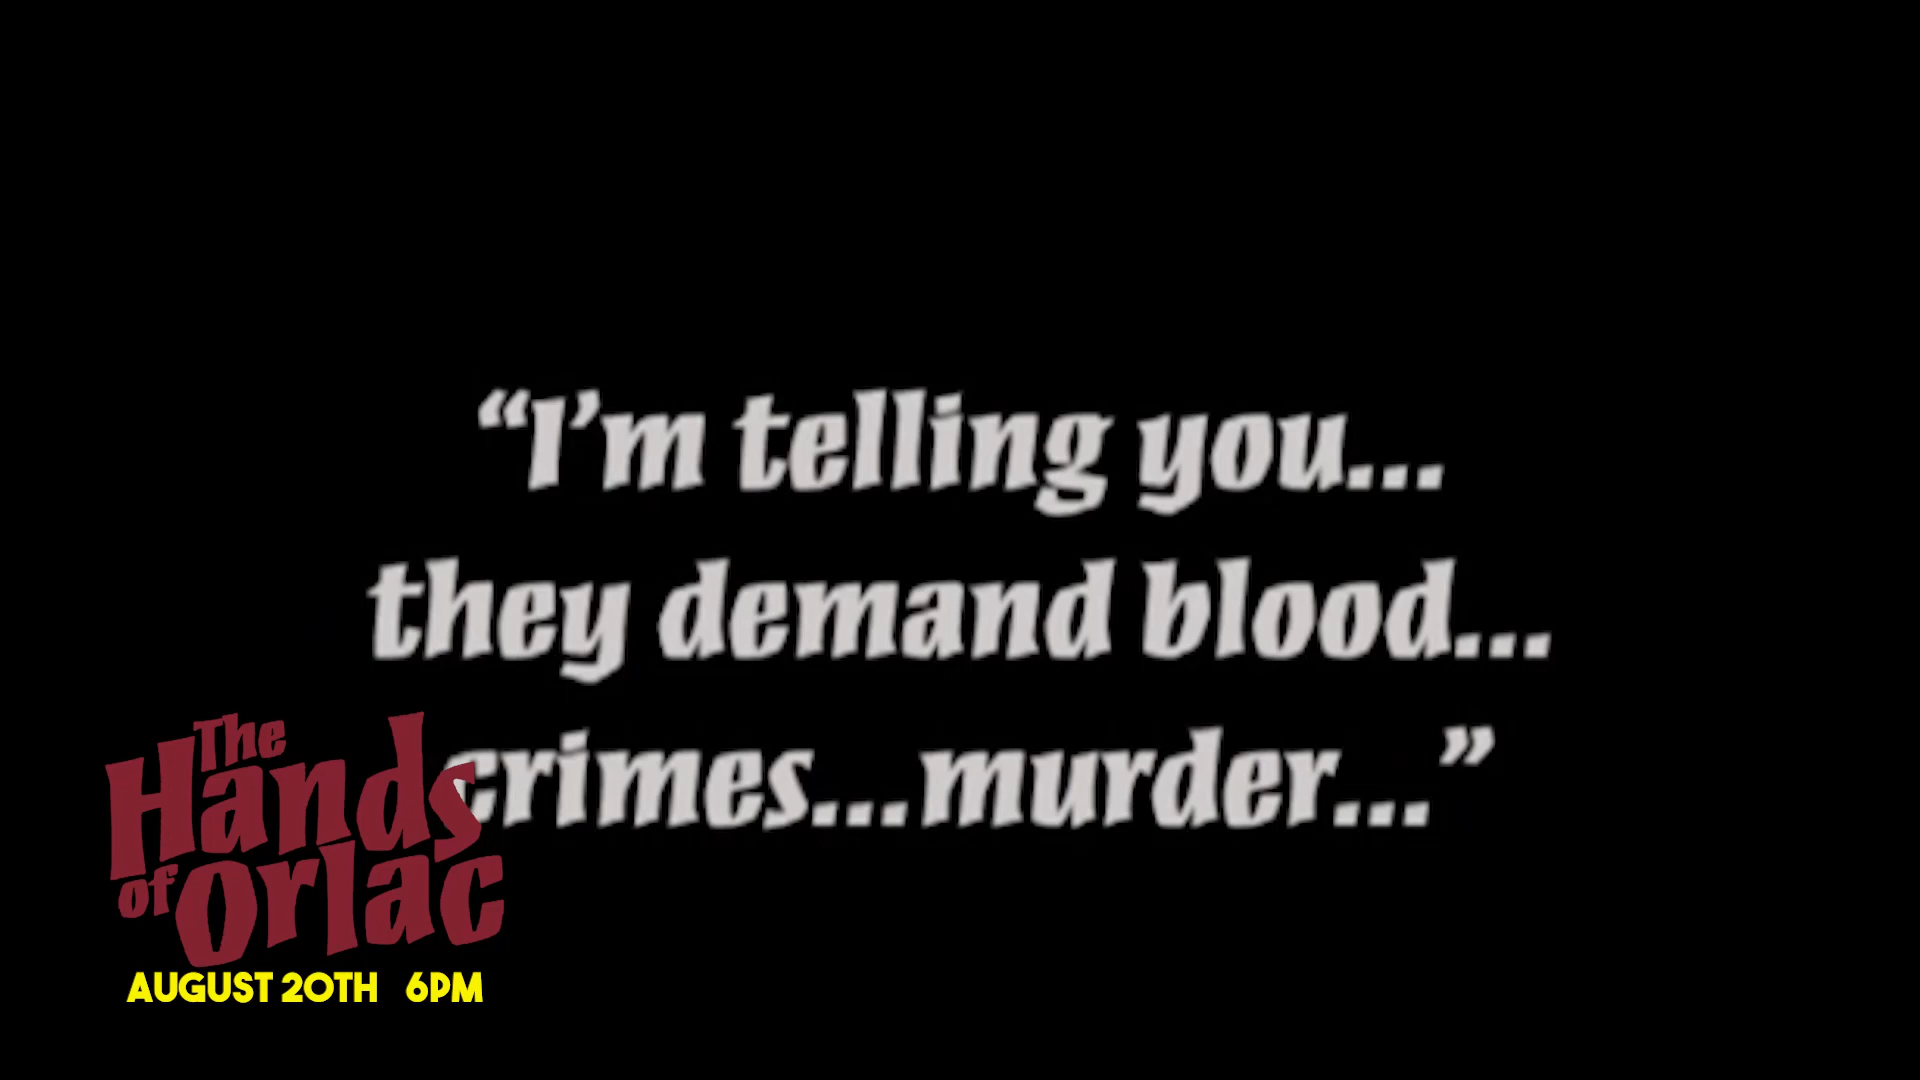 “I’m telling you...
they demand blood...
crimes...murder...”
The
Hands
of Orlac
AUGUST 20TH 6PM